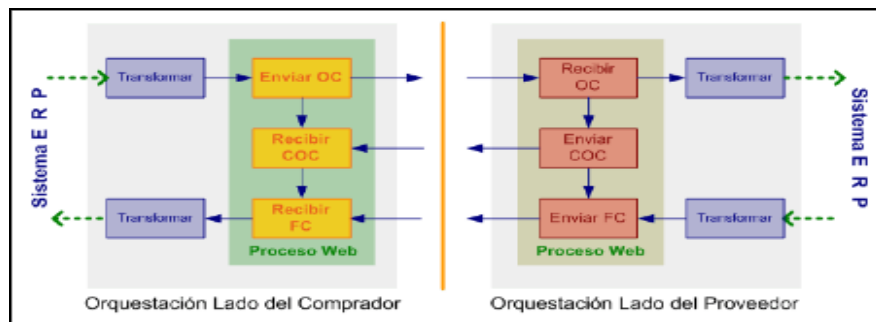 Sistema E R P
Transformar
Enviar OC
Recibir
COC
Transformar
Recibir
FC
Proceso Web
Orquestación Lado del Comprador
Recibir
OC
Transformar
Enviar
COC
Enviar FC
Transformar
Proceso Web
Sistema E R P
Orquestación Lado del Proveedor